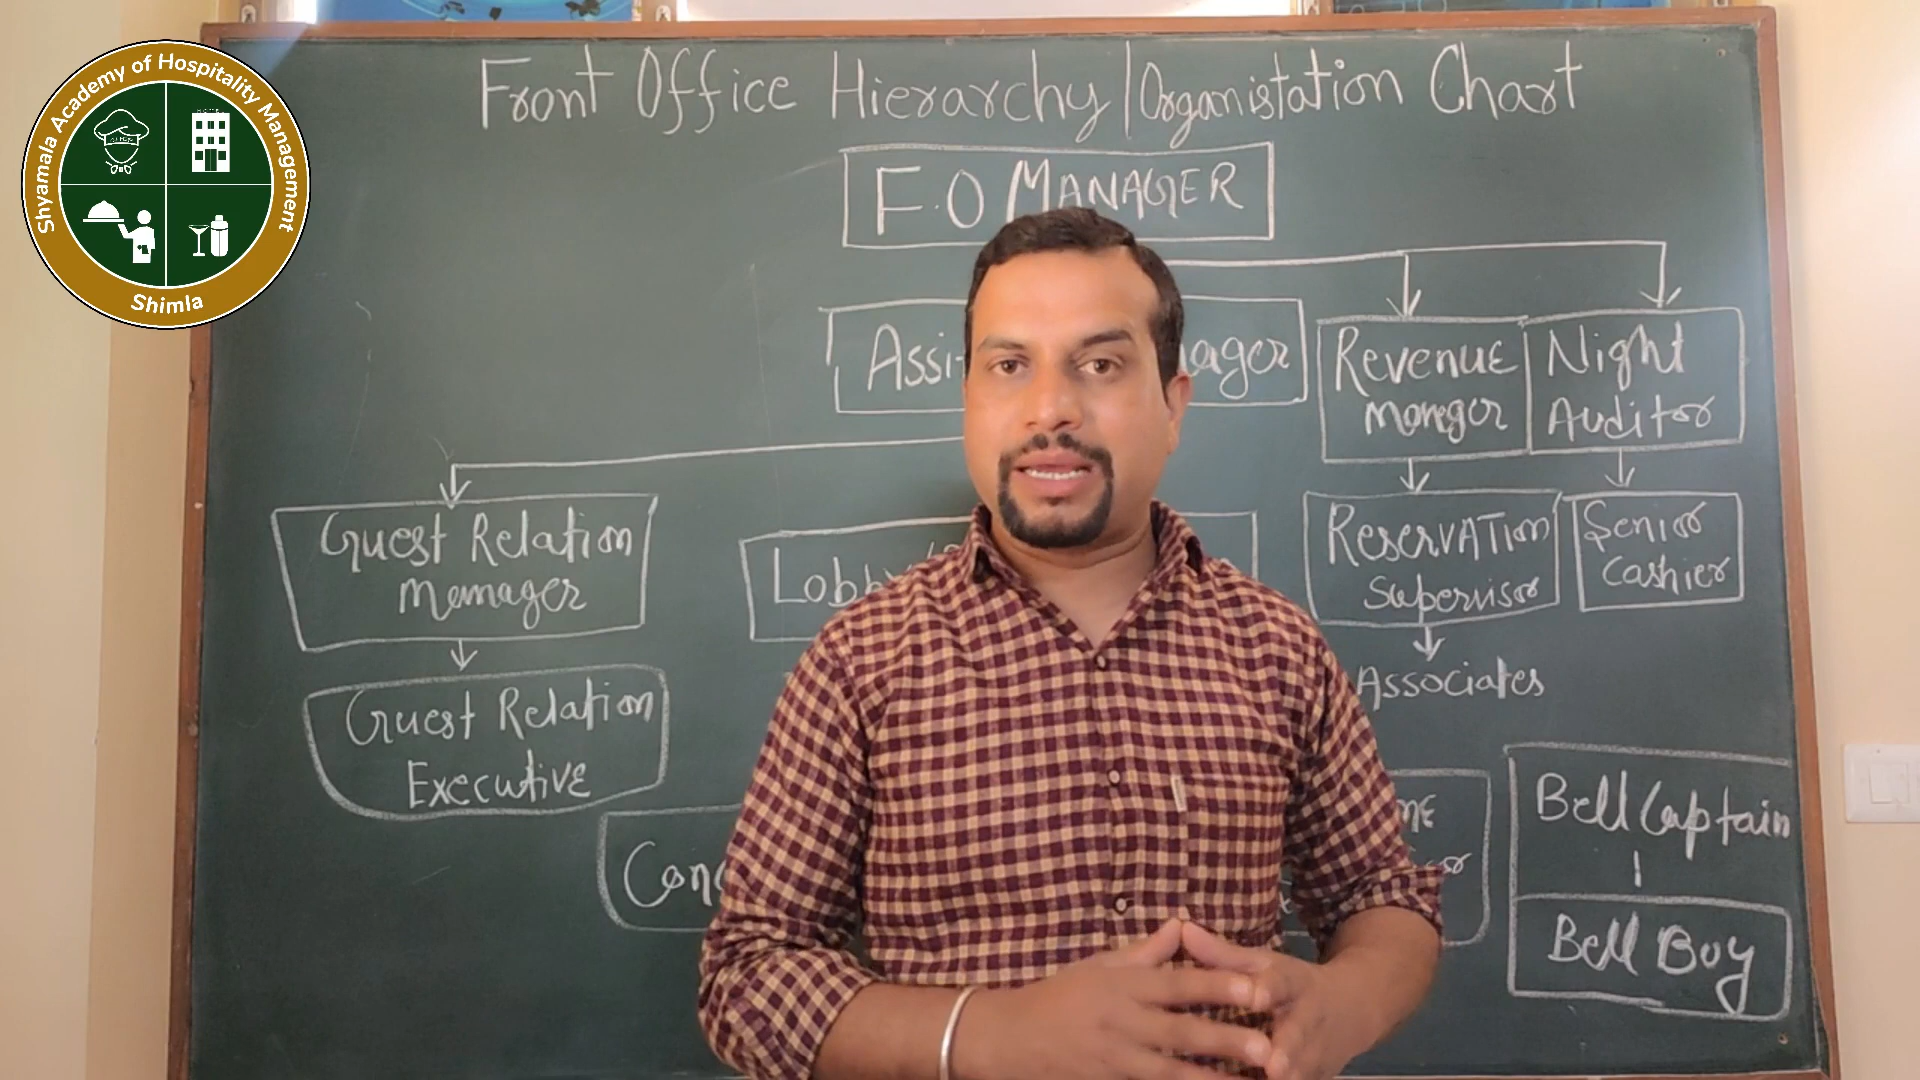 Shyamala Academy of Hospitality Management
Shimla
Front Office Hierarchy/Organistation Chart
F.O MANAGER
Revenue
Manager
Night
Auditor
Guest Relation
Manager
RESERVATION
Supervisor
Senior
Cashier
Associates
Guest Relation
Executive
Bell Captain
Bell Boy